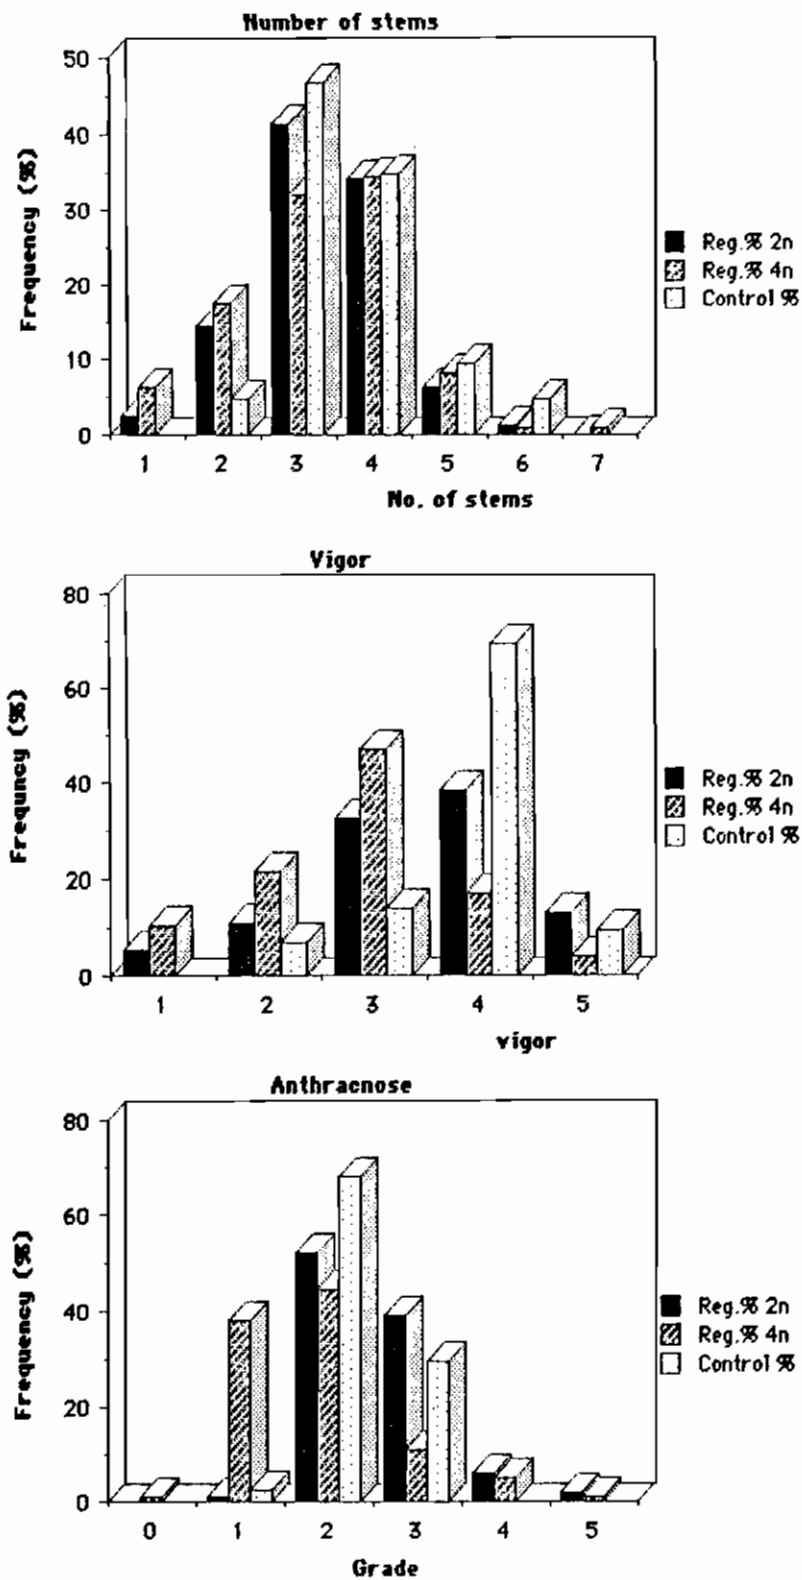 Number of stems
50
40
30
20
10
0
Frequency (%)
Reg.% 2n
Reg.% 4n
Control %
1 2 3 4 5 6 7
No. of stems
Vigor
80
60
40
20
0
Frequncy (%)
Reg.% 2n
Reg.% 4n
Control %
1 2 3 4 5
vigor
Anthracnose
80
60
40
20
0
Frequency (%)
Reg.% 2n
Reg.% 4n
Control %
0 1 2 3 4 5
Grade